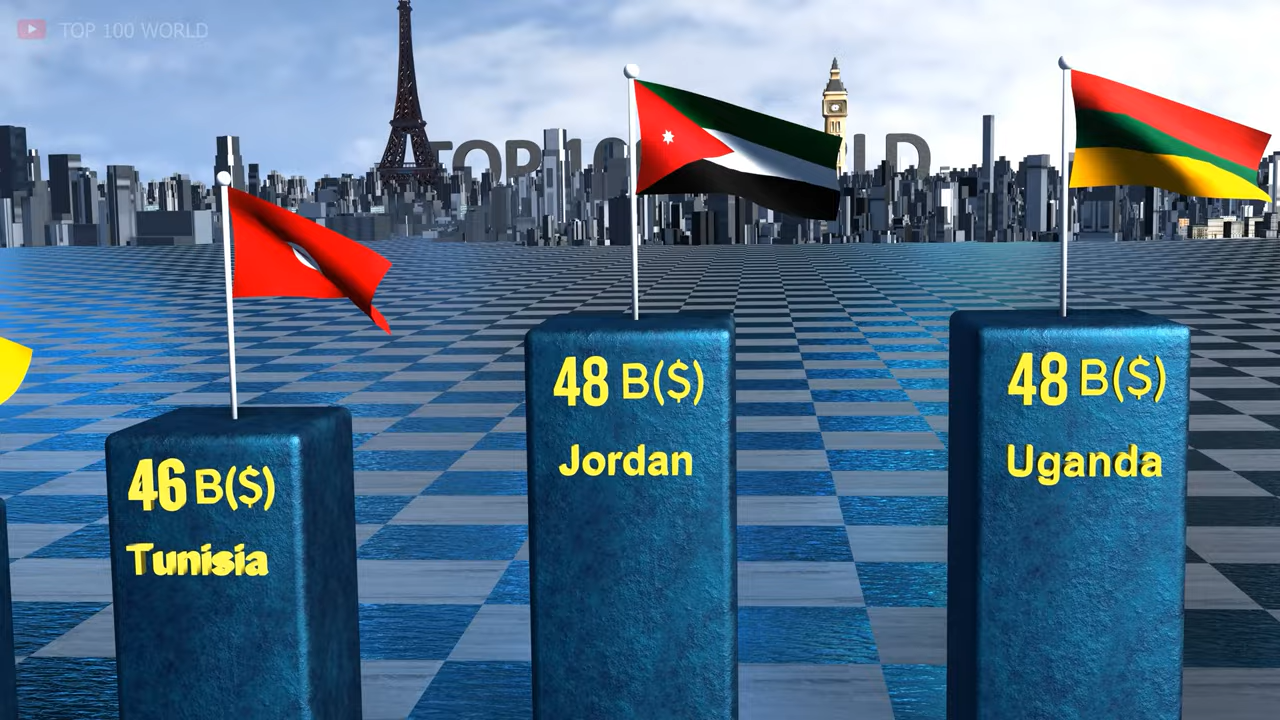 TOP 100 WORLD
46 B($)
Tunisia
48 B($)
Jordan
48 B($)
Uganda